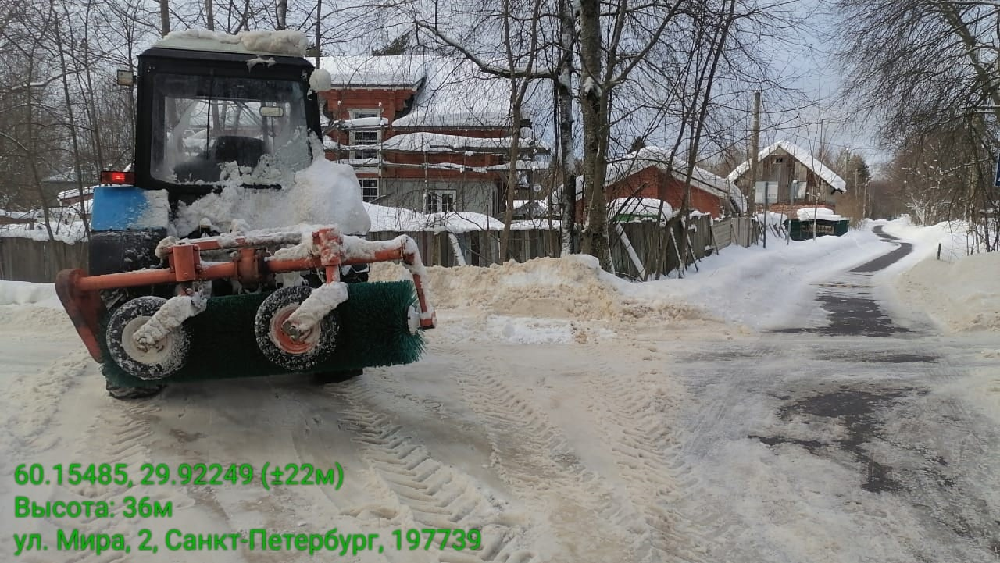 60.15485, 29.92249 (±22м)
Высота: 36м
ул. Мира, 2, Санкт-Петербург, 197739